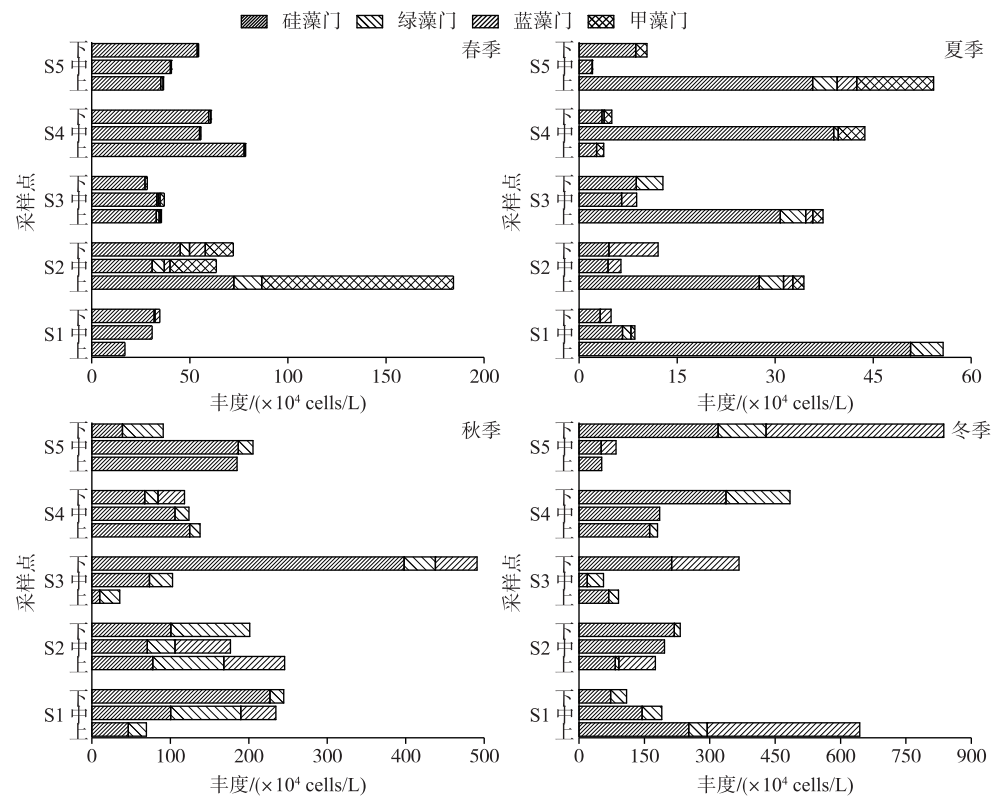 硅藻门 绿藻门 蓝藻门 甲藻门
春季
下
S5 中
上
下
S4 中
上
下
S3 中
上
下
S2 中
上
下
S1 中
上
采样点
0 50 100 150 200
丰度/(×10⁴ cells/L)
夏季
下
S5 中
上
下
S4 中
上
下
S3 中
上
下
S2 中
上
下
S1 中
上
采样点
0 15 30 45 60
丰度/(×10⁴ cells/L)
秋季
下
S5 中
上
下
S4 中
上
下
S3 中
上
下
S2 中
上
下
S1 中
上
采样点
0 100 200 300 400 500
丰度/(×10⁴ cells/L)
冬季
下
S5 中
上
下
S4 中
上
下
S3 中
上
下
S2 中
上
下
S1 中
上
采样点
0 150 300 450 600 750 900
丰度/(×10⁴ cells/L)